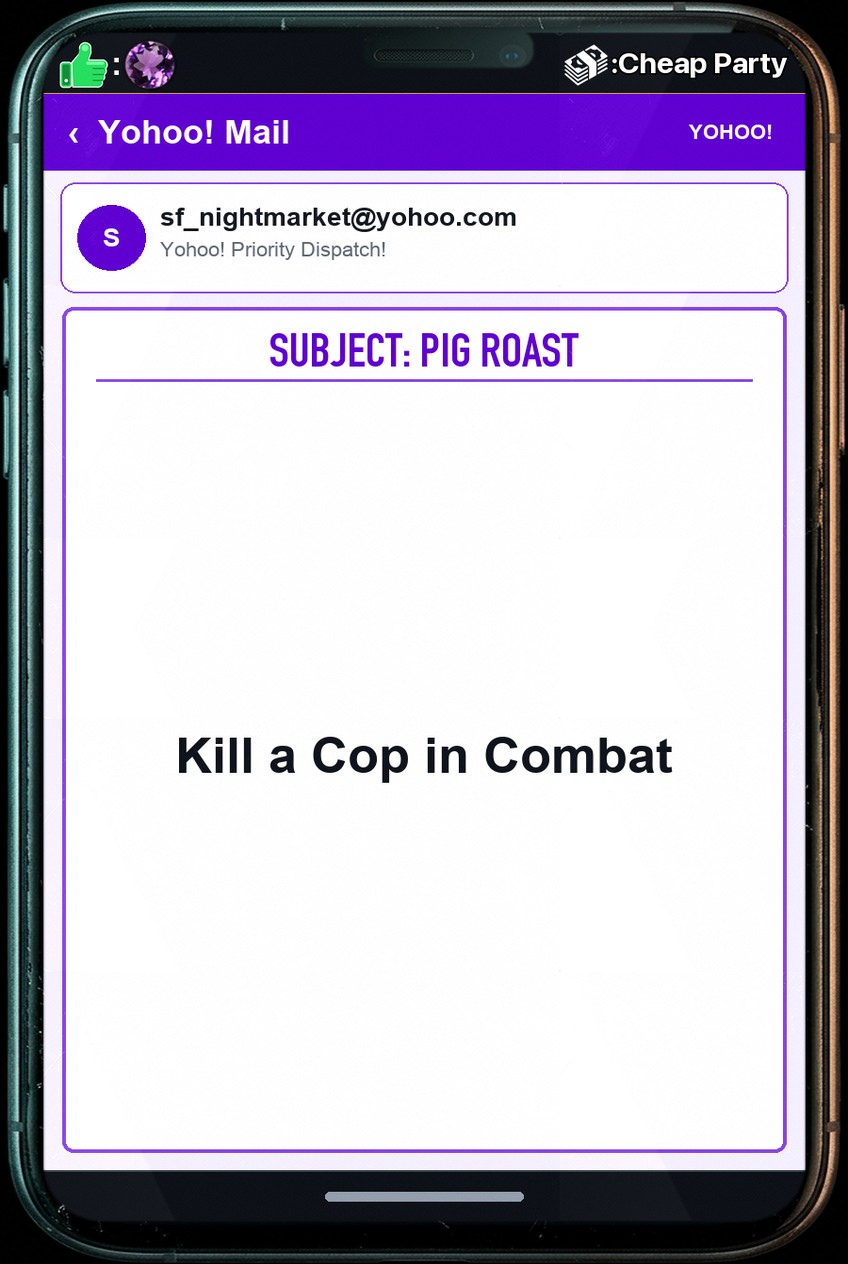 :
:Cheap Party
‹ Yohoo! Mail
YOHOO!
S
sf_nightmarket@yohoo.com
Yohoo! Priority Dispatch!
SUBJECT: PIG ROAST
Kill a Cop in Combat